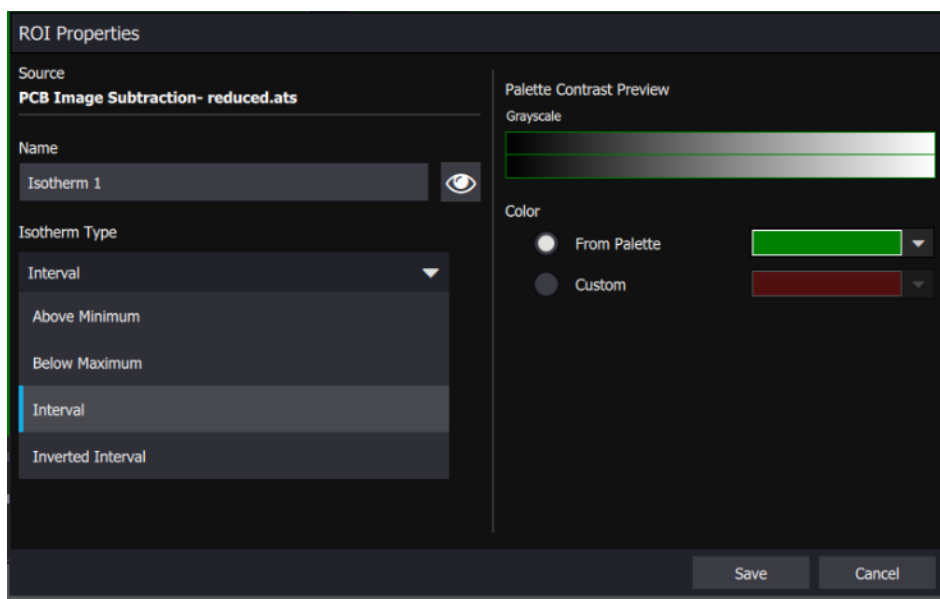 ROI Properties
Source
PCB Image Subtraction- reduced.ats
Name
Isotherm 1
Isotherm Type
Interval
Above Minimum
Below Maximum
Interval
Inverted Interval
Palette Contrast Preview
Grayscale
Color
From Palette
Custom
Save
Cancel